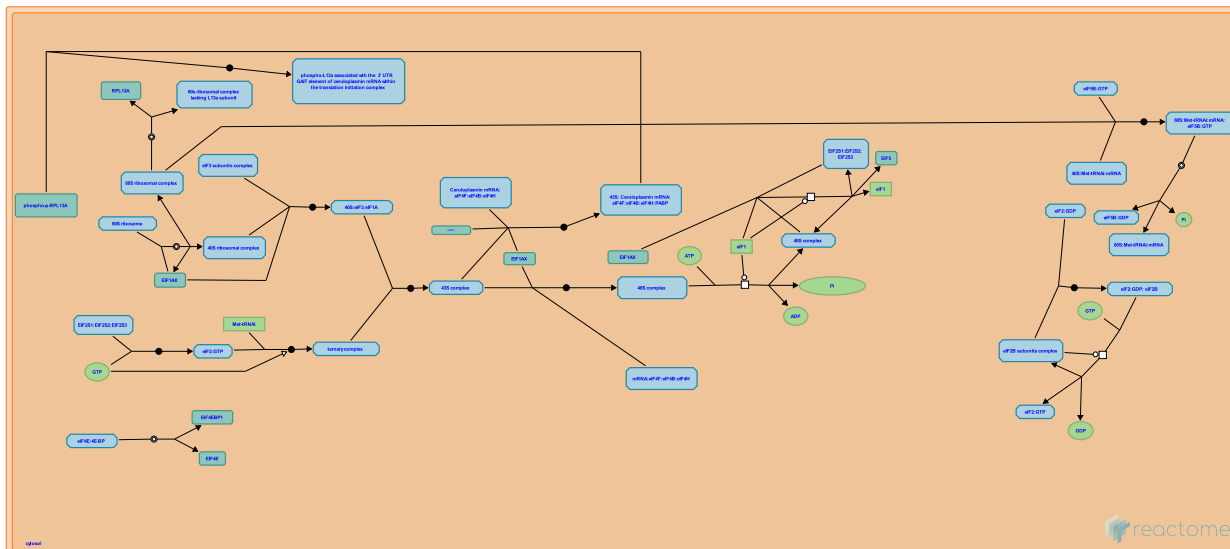 phospho-L13a associated with the 3' UTR
GAIT element of ceruloplasmin mRNA within
the translation initiation complex
RPL13A
60s ribosomal complex
lacking L13a subunit
eIF5B:GTP
80S:Met-tRNAi:mRNA:
eIF5B:GTP
EIF2S1:EIF2S2:
EIF2S3
EIF5
eIF1
eIF3 subunits complex
40S:Met-tRNAi:mRNA
60S ribosomal complex
Ceruloplasmin mRNA:
eIF4F:eIF4B:eIF4H
43S: Ceruloplasmin mRNA:
eIF4F:eIF4B:eIF4H:PABP
phospho-p-RPL13A
40S:eIF3:eIF1A
eIF2:GDP
eIF5B:GDP
Pi
80S ribosome
40S ribosomal complex
EIF1AX
EIF1AX
EIF1AX
eIF1
48S complex
80S:Met-tRNAi:mRNA
ATP
43S complex
48S complex
Pi
ADP
eIF2:GDP: eIF2B
GTP
EIF2S1:EIF2S2:EIF2S3
Met-tRNAi
eIF2:GTP
ternary complex
GTP
mRNA:eIF4F:eIF4B:eIF4H
eIF2B subunits complex
eIF2:GTP
GDP
EIF4EBP1
eIF4E:4E-BP
EIF4E
cytosol
reactome